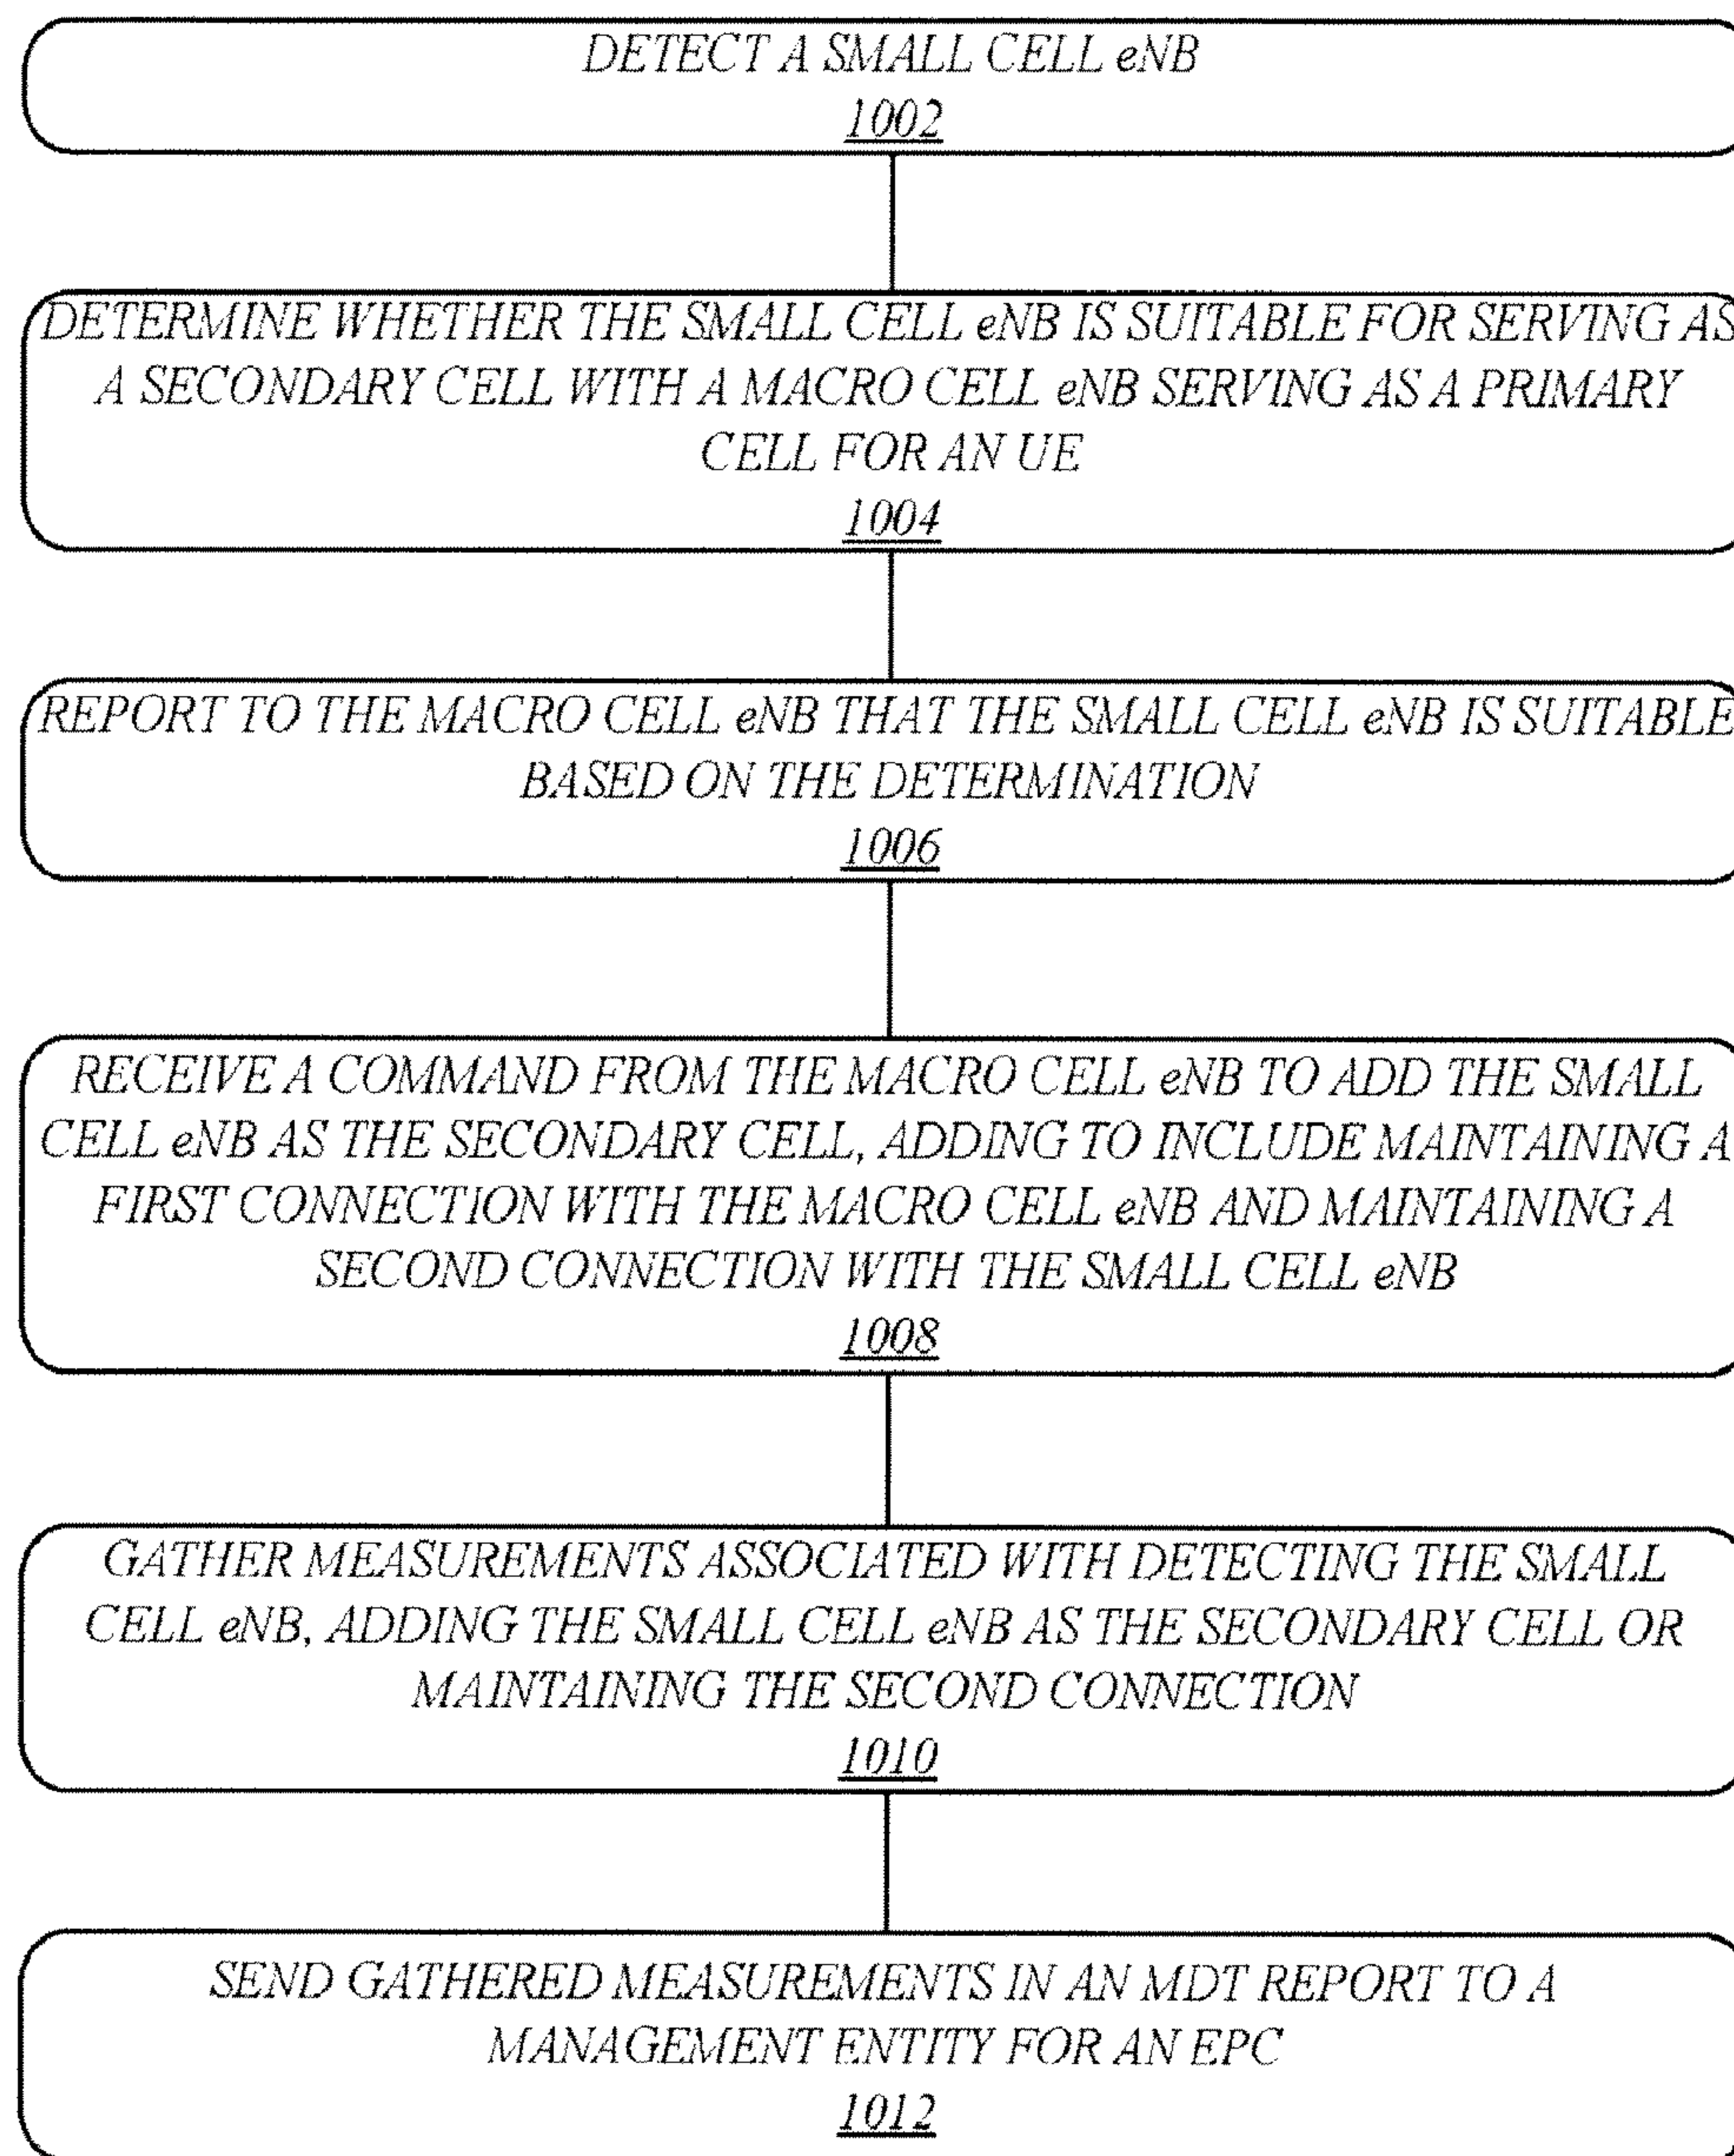 DETECT A SMALL CELL eNB
1002
DETERMINE WHETHER THE SMALL CELL eNB IS SUITABLE FOR SERVING AS
A SECONDARY CELL WITH A MACRO CELL eNB SERVING AS A PRIMARY
CELL FOR AN UE
1004
REPORT TO THE MACRO CELL eNB THAT THE SMALL CELL eNB IS SUITABLE
BASED ON THE DETERMINATION
1006
RECEIVE A COMMAND FROM THE MACRO CELL eNB TO ADD THE SMALL
CELL eNB AS THE SECONDARY CELL, ADDING TO INCLUDE MAINTAINING A
FIRST CONNECTION WITH THE MACRO CELL eNB AND MAINTAINING A
SECOND CONNECTION WITH THE SMALL CELL eNB
1008
GATHER MEASUREMENTS ASSOCIATED WITH DETECTING THE SMALL
CELL eNB, ADDING THE SMALL CELL eNB AS THE SECONDARY CELL OR
MAINTAINING THE SECOND CONNECTION
1010
SEND GATHERED MEASUREMENTS IN AN MDT REPORT TO A
MANAGEMENT ENTITY FOR AN EPC
1012